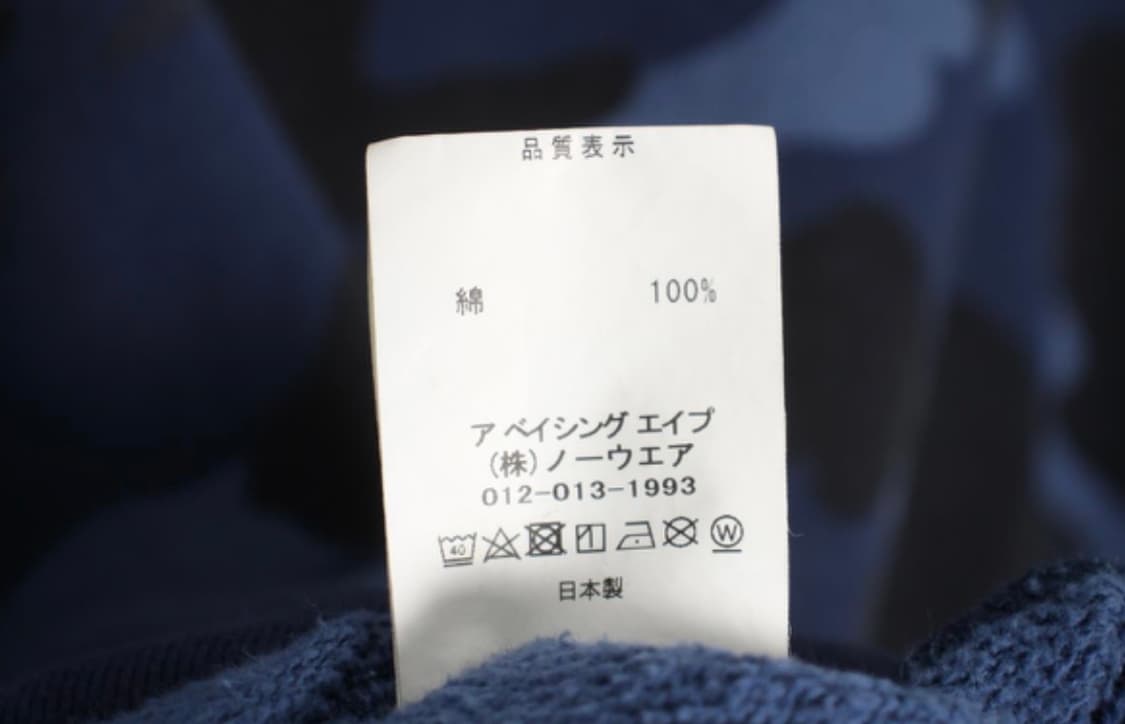 品質表示
綿 100%
ア ベイシング エイプ
(株)ノーウエア
012-013-1993
40 W
日本製